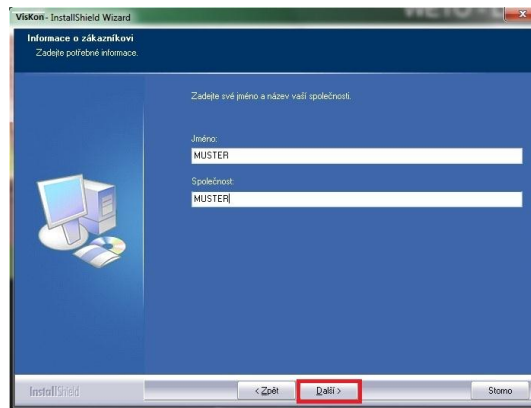 VisKon - InstallShield Wizard
Informace o zákazníkovi
Zadejte potřebné informace.
Zadejte své jméno a název vaší společnosti.
Jméno:
MUSTER
Společnost:
MUSTER
InstallShield
< Zpět
Další >
Storno